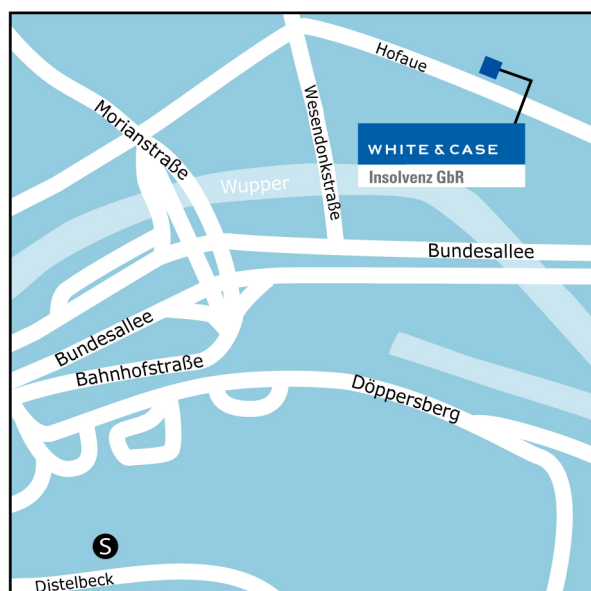 Hofaue
Morianstraße
Wesendonkstraße
WHITE & CASE
Insolvenz GbR
Wupper
Bundesallee
Bundesallee
Bahnhofstraße
Döppersberg
S
Distelbeck